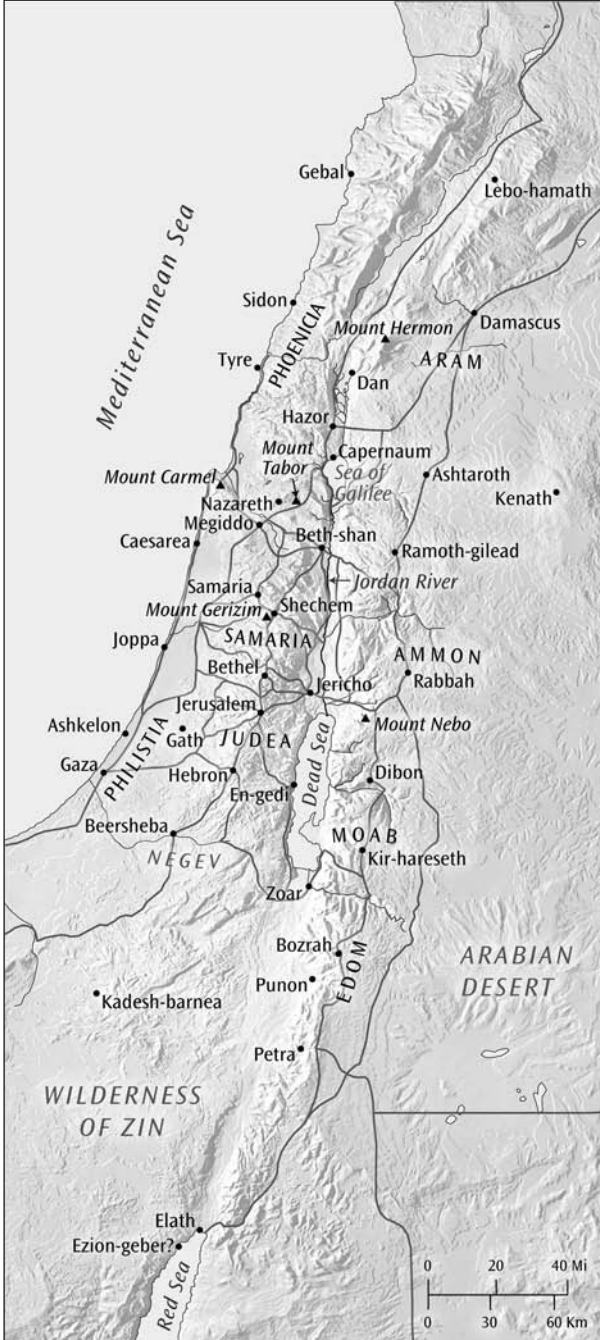 Gebal
Lebo-hamath
Mediterranean Sea
Sidon
PHOENICIA
Mount Hermon
Damascus
ARAM
Tyre
Dan
Hazor
Mount
Tabor
Capernaum
Sea of
Galilee
Mount Carmel
Ashtaroth
Nazareth
Kenath
Megiddo
Caesarea
Beth-shan
Ramoth-gilead
Jordan River
Samaria
Mount Gerizim
Shechem
SAMARIA
Joppa
AMMON
Bethel
Jericho
Rabbah
Jerusalem
Mount Nebo
Ashkelon
PHILISTIA
Gath
JUDEA
Dead Sea
Gaza
Hebron
Dibon
En-gedi
Beersheba
MOAB
NEGEV
Kir-hareseth
Zoar
Bozrah
EDOM
ARABIAN
DESERT
Punon
Kadesh-barnea
Petra
WILDERNESS
OF ZIN
Elath
Ezion-geber?
Red Sea
0 20 40 Mi
0 30 60 Km